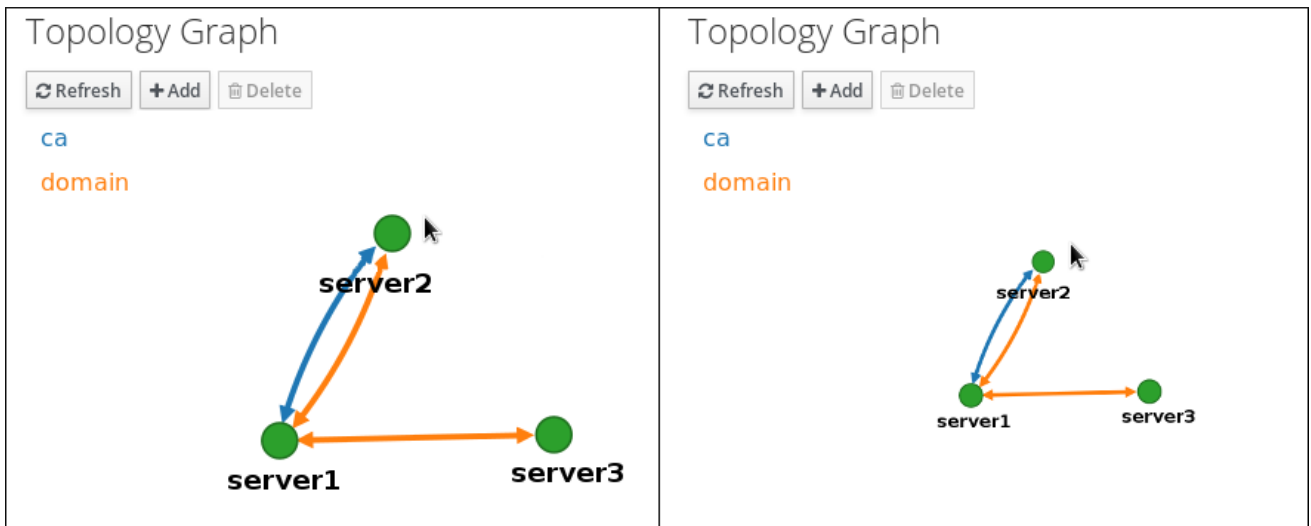 Topology Graph
Refresh Add Delete
ca
domain
server2
server1
server3
Topology Graph
Refresh Add Delete
ca
domain
server2
server1
server3